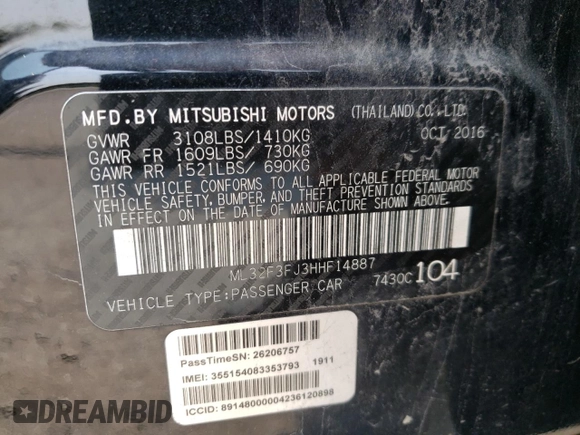 MFD.BY MITSUBISHI MOTORS (THAILAND)CO.,LTD.
GVWR 3108LBS/1410KG OCT 2016
GAWR FR 1609LBS/ 730KG
GAWR RR 1521LBS/ 690KG
THIS VEHICLE CONFORMS TO ALL APPLICABLE FEDERAL MOTOR
VEHICLE SAFETY, BUMPER, AND THEFT PREVENTION STANDARDS
IN EFFECT ON THE DATE OF MANUFACTURE SHOWN ABOVE.
ML32F3FJ3HHF14887
VEHICLE TYPE:PASSENGER CAR 7430C 104
PassTimeSN: 26206757
IMEI: 355154083353793 1911
ICCID: 89148000004236120898